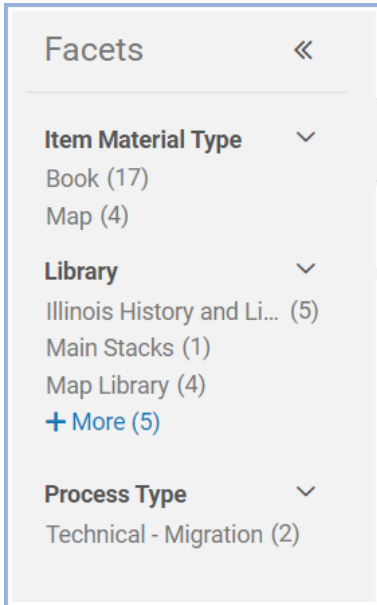 Facets
Item Material Type
Book (17)
Map (4)
Library
Illinois History and Li... (5)
Main Stacks (1)
Map Library (4)
+ More (5)
Process Type
Technical - Migration (2)